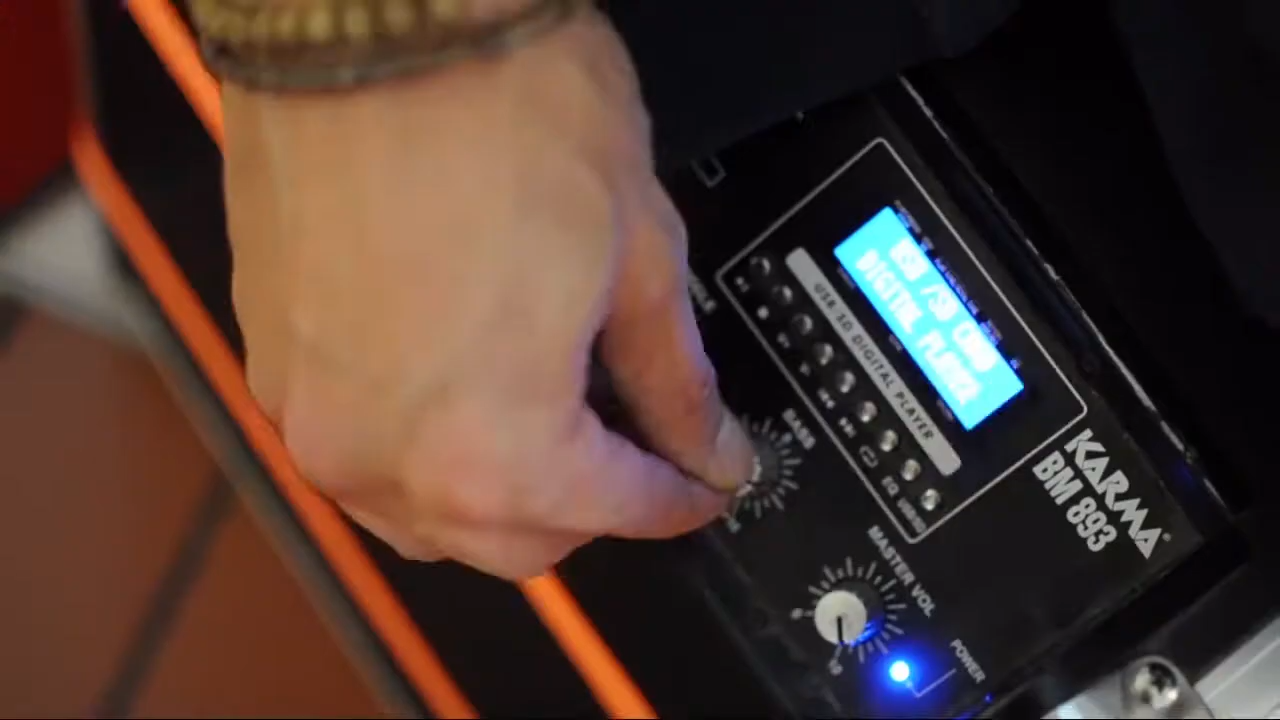 USB /SD CARD
DIGITAL PLAYER
USB-SD DIGITAL PLAYER
EQ
BASS
KARMA
BM 893
MASTER VOL
POWER